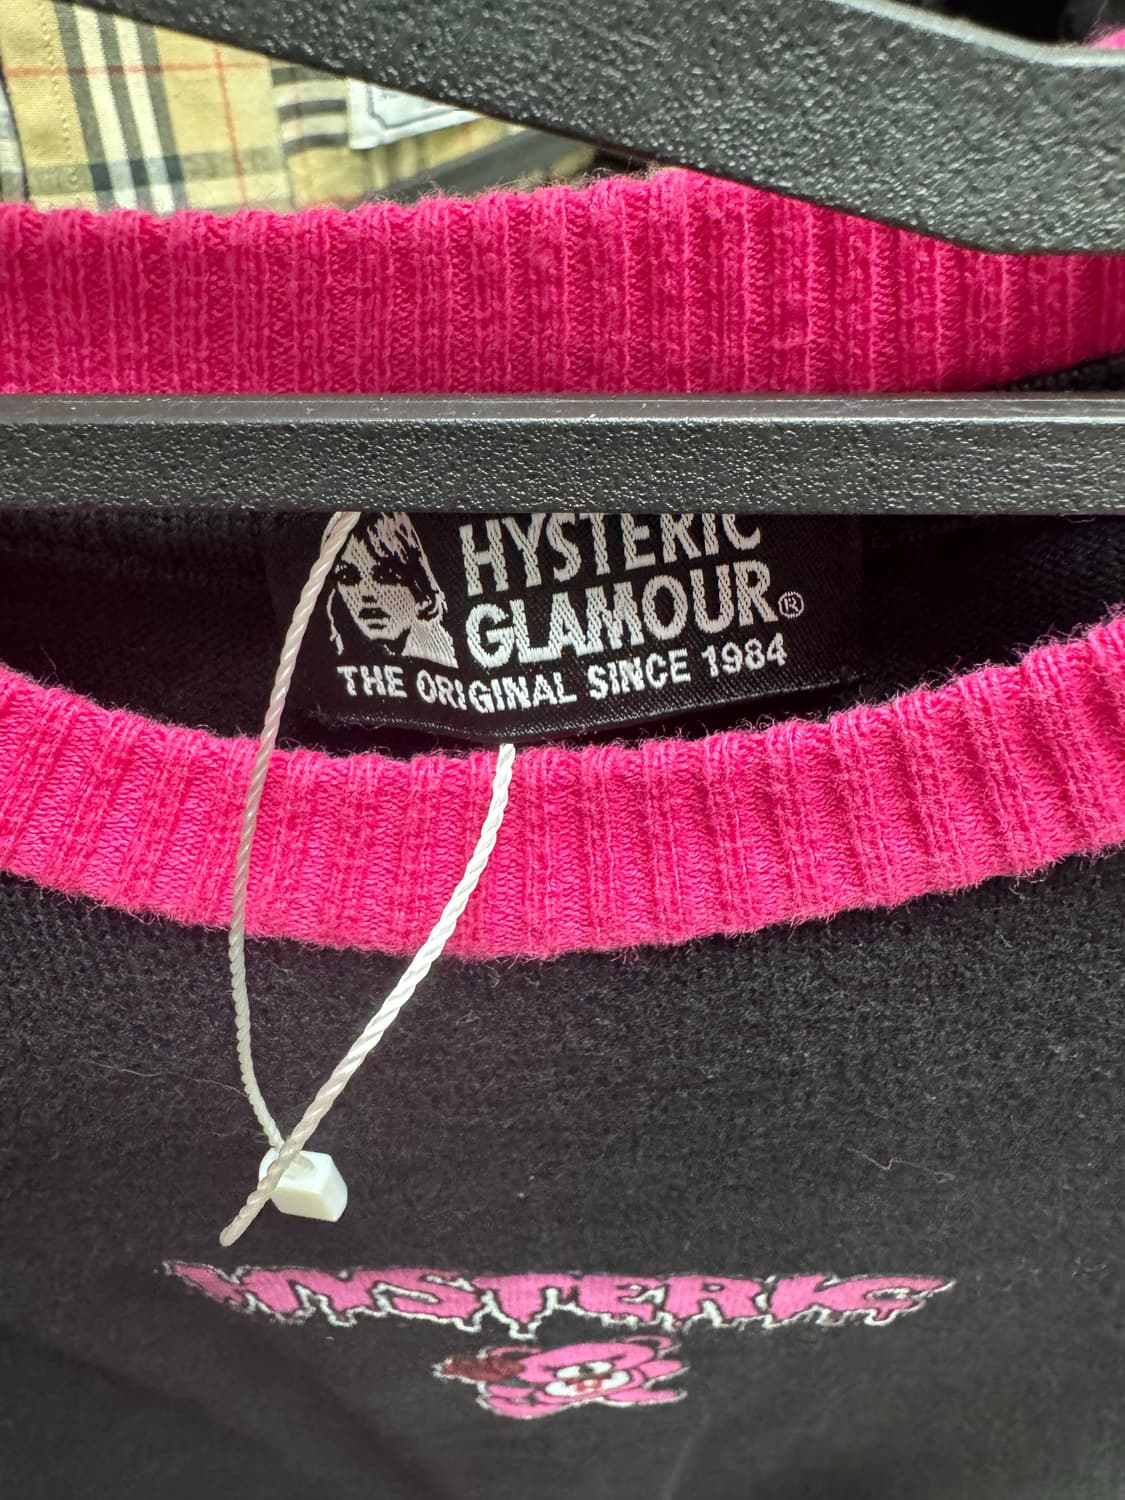 HYSTERIC
GLAMOUR®
THE ORIGINAL SINCE 1984
HYSTERIC